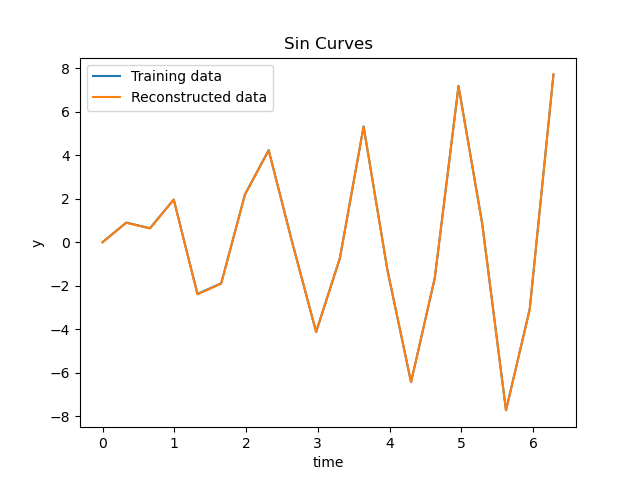 Sin Curves
Training data
Reconstructed data
8
6
4
2
0
−2
−4
−6
−8
y
0 1 2 3 4 5 6
time